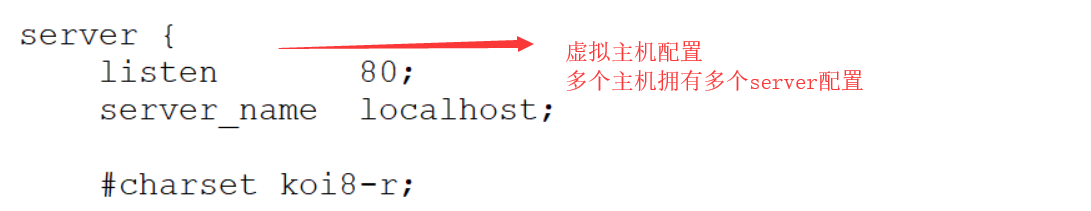 server {
虚拟主机配置
listen 80;
多个主机拥有多个server配置
server_name localhost;
#charset koi8-r;